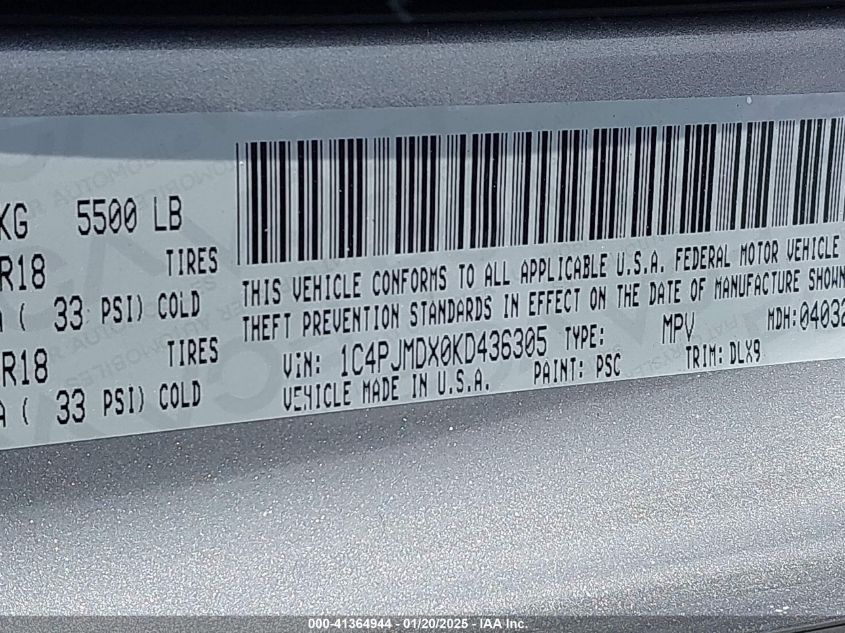 KG 5500 LB
R18 TIRES
( 33 PSI) COLD
R18 TIRES
( 33 PSI) COLD
THIS VEHICLE CONFORMS TO ALL APPLICABLE U.S.A. FEDERAL MOTOR VEHICLE
THEFT PREVENTION STANDARDS IN EFFECT ON THE DATE OF MANUFACTURE SHOWN
VIN: 1C4PJMDX0KD436305 TYPE: MPV MDH:04032
VEHICLE MADE IN U.S.A. PAINT: PSC TRIM: DLX9
000-41364944 — 01/20/2025 — IAA Inc.